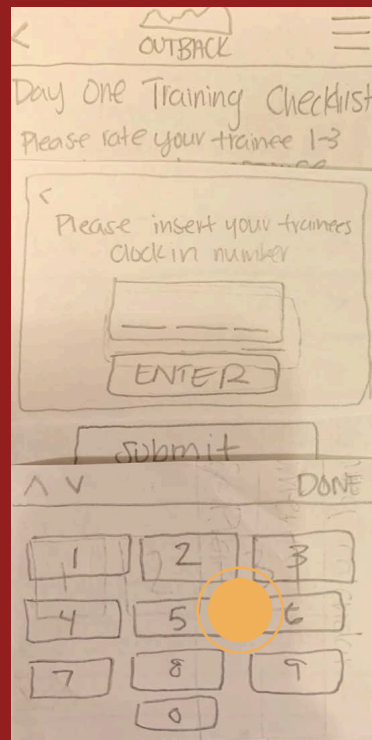 <
OUTBACK
Day One Training Checklist
Please rate your trainee 1-3
<
Please insert your trainees
Clock in number
ENTER
Submit
DONE
1 2 3
4 5 6
7 8 9
0